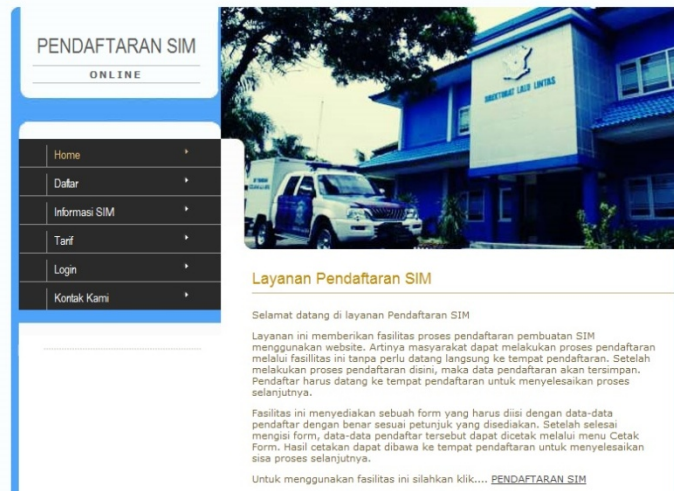 PENDAFTARAN SIM
ONLINE
DIREKTORAT LALU LINTAS
Home
Daftar
Informasi SIM
Tarif
Login
Kontak Kami
Layanan Pendaftaran SIM
Selamat datang di layanan Pendaftaran SIM
Layanan ini memberikan fasilitas proses pendaftaran pembuatan SIM
menggunakan website. Artinya masyarakat dapat melakukan proses pendaftaran
melalui fasillitas ini tanpa perlu datang langsung ke tempat pendaftaran. Setelah
melakukan proses pendaftaran disini, maka data pendaftaran akan tersimpan.
Pendaftar harus datang ke tempat pendaftaran untuk menyelesaikan proses
selanjutnya.
Fasilitas ini menyediakan sebuah form yang harus diisi dengan data-data
pendaftar dengan benar sesuai petunjuk yang disediakan. Setelah selesai
mengisi form, data-data pendaftar tersebut dapat dicetak melalui menu Cetak
Form. Hasil cetakan dapat dibawa ke tempat pendaftaran untuk menyelesaikan
sisa proses selanjutnya.
Untuk menggunakan fasilitas ini silahkan klik.... PENDAFTARAN SIM